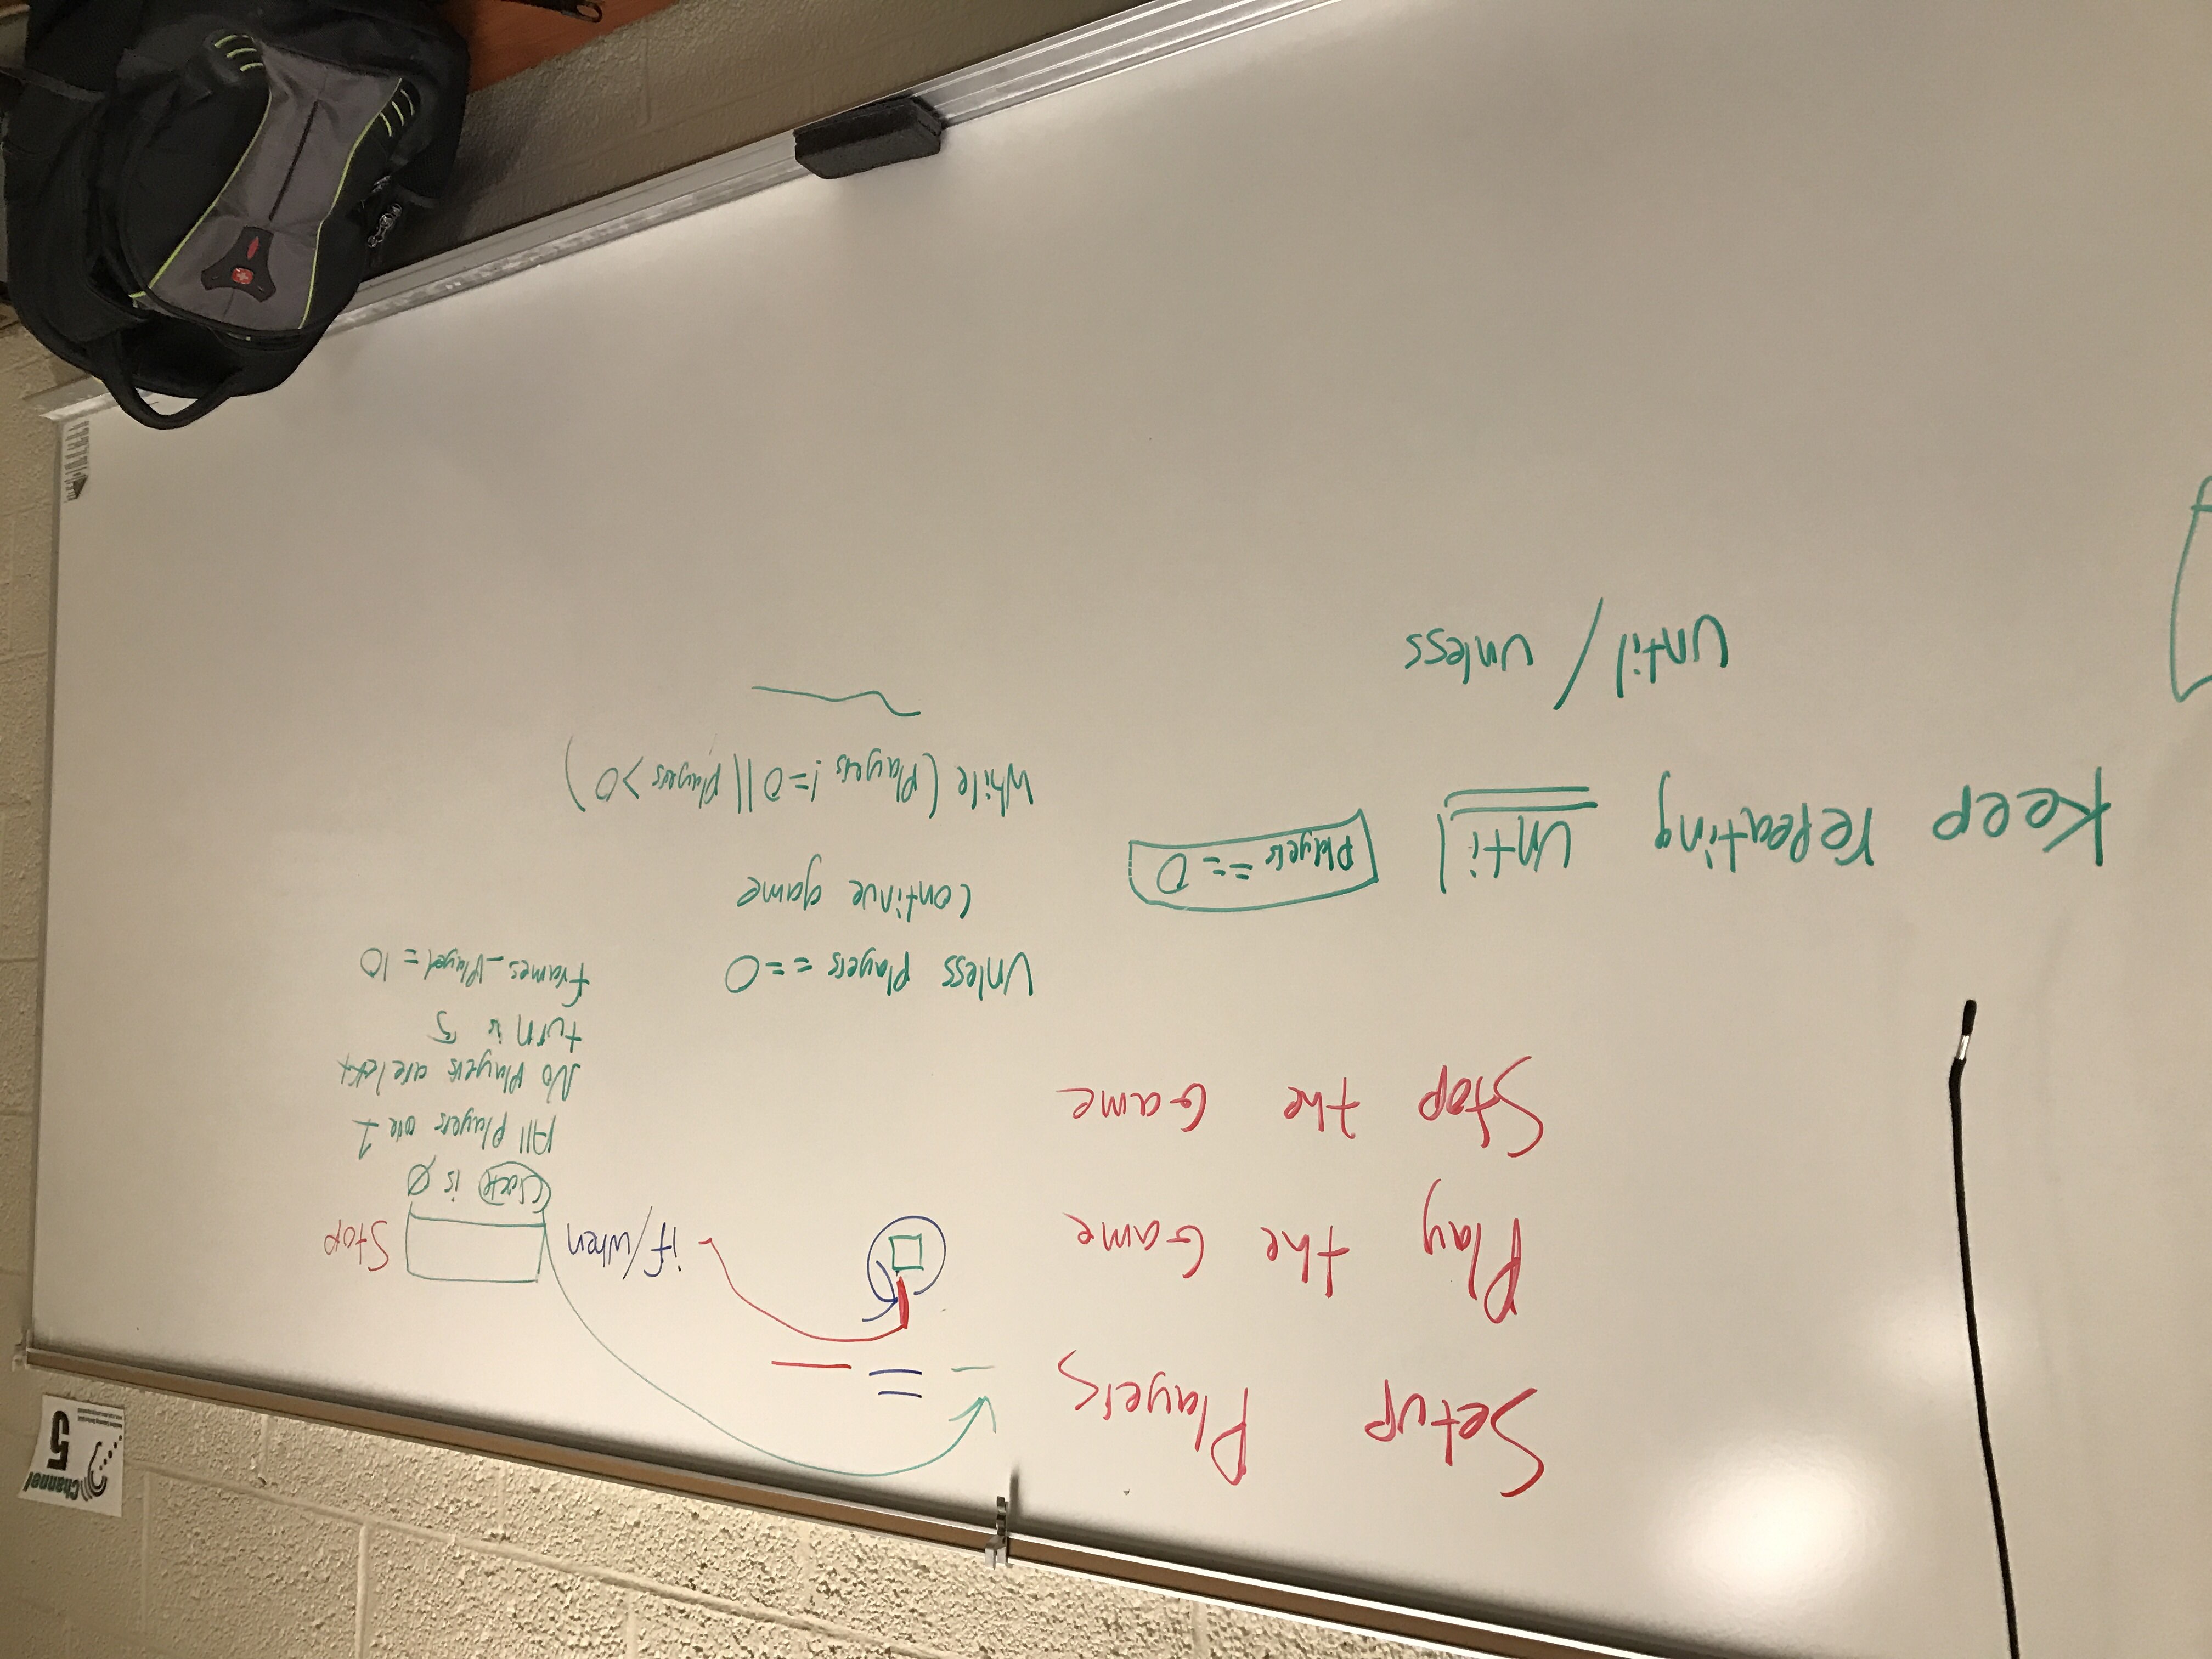 Setup Players
Play the Game
Stop the Game
if/when
Stop
Clock is 0
All Players are 1
No Players are left
turn is 5
frames_Played = 10
Unless Players == 0
Continue game
While (Players != 0 || Players > 0)
Keep repeating until
Players == 0
until / unless
Channel
5